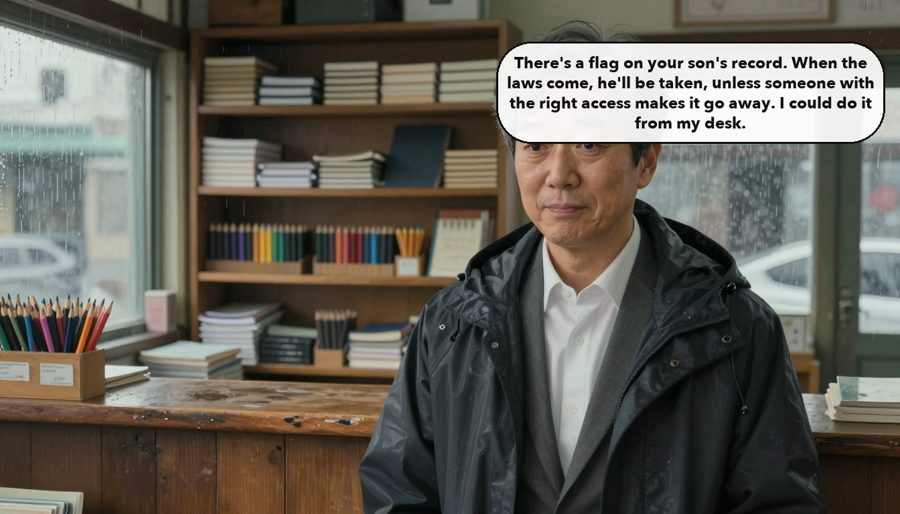 There's a flag on your son's record. When the
laws come, he'll be taken, unless someone with
the right access makes it go away. I could do it
from my desk.